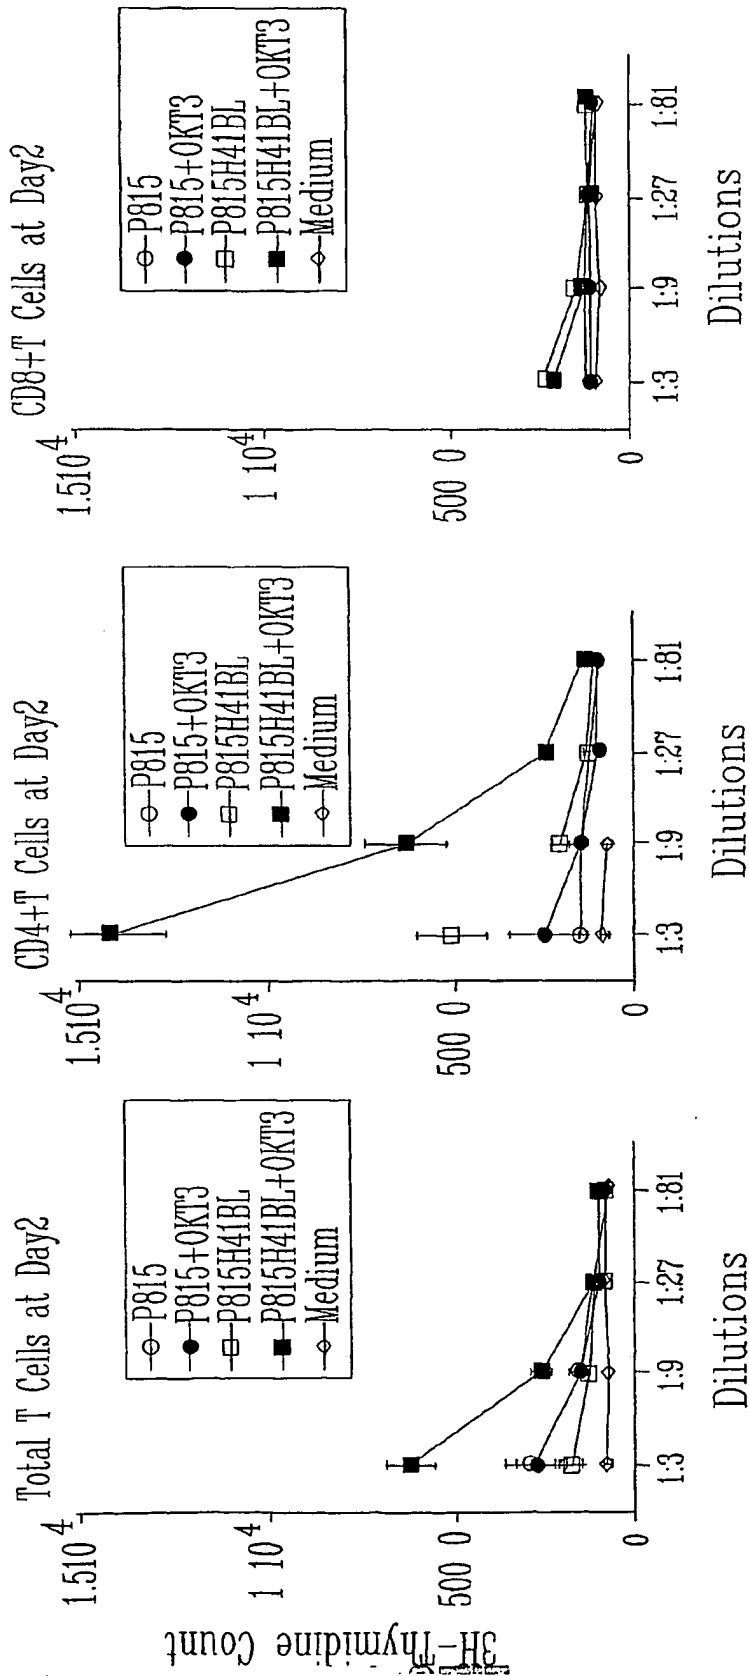 Total T Cells at Day2
P815
P815+OKT3
P815H41BL
P815H41BL+OKT3
Medium
3H-Thymidine Count
1.510 4
1 10 4
500 0
0
1:3
1:9
1:27
1:81
Dilutions
CD4+T Cells at Day2
P815
P815+OKT3
P815H41BL
P815H41BL+OKT3
Medium
1.510 4
1 10 4
500 0
0
1:3
1:9
1:27
1:81
Dilutions
CD8+T Cells at Day2
P815
P815+OKT3
P815H41BL
P815H41BL+OKT3
Medium
1.510 4
1 10 4
500 0
0
1:3
1:9
1:27
1:81
Dilutions